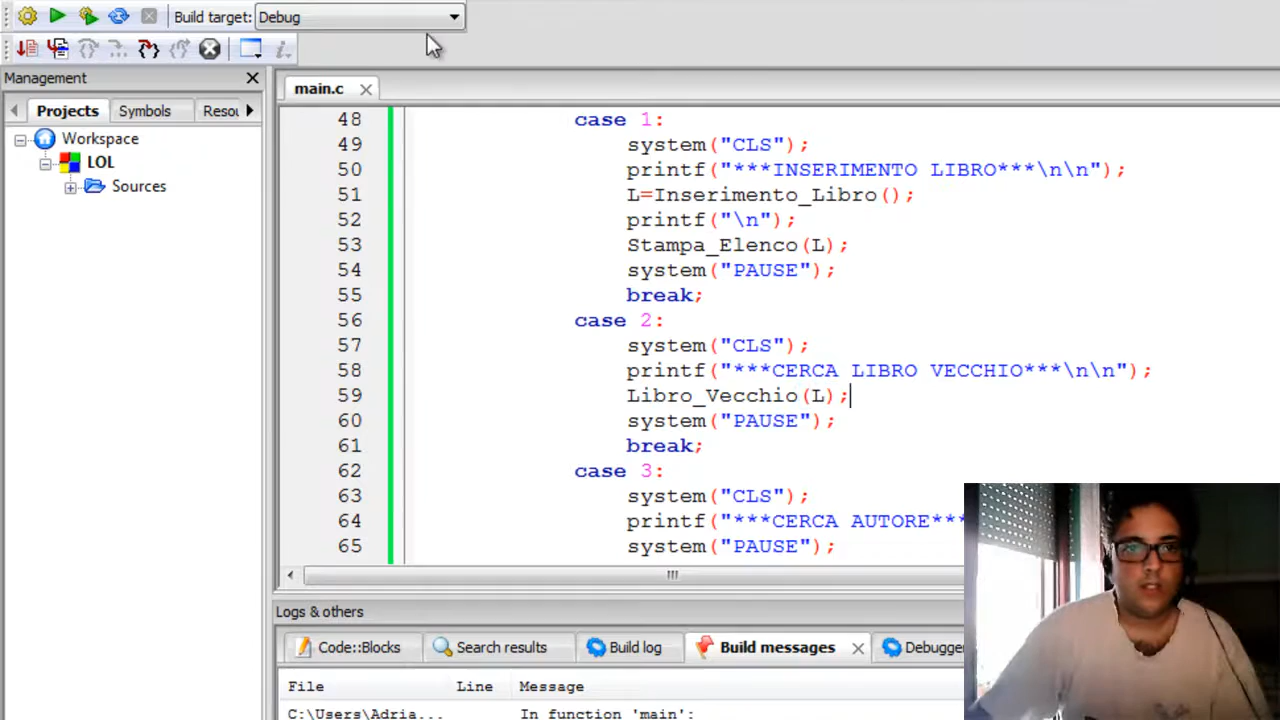 Build target: Debug
Management
main.c
Projects Symbols Resou
Workspace
LOL
Sources
48 case 1:
49 system("CLS");
50 printf("***INSERIMENTO LIBRO***\n\n");
51 L=Inserimento_Libro();
52 printf("\n");
53 Stampa_Elenco(L);
54 system("PAUSE");
55 break;
56 case 2:
57 system("CLS");
58 printf("***CERCA LIBRO VECCHIO***\n\n");
59 Libro_Vecchio(L);
60 system("PAUSE");
61 break;
62 case 3:
63 system("CLS");
64 printf("***CERCA AUTORE***
65 system("PAUSE");
Logs & others
Code::Blocks Search results Build log Build messages Debugger
File Line Message
C:\Users\Adria... In function 'main':